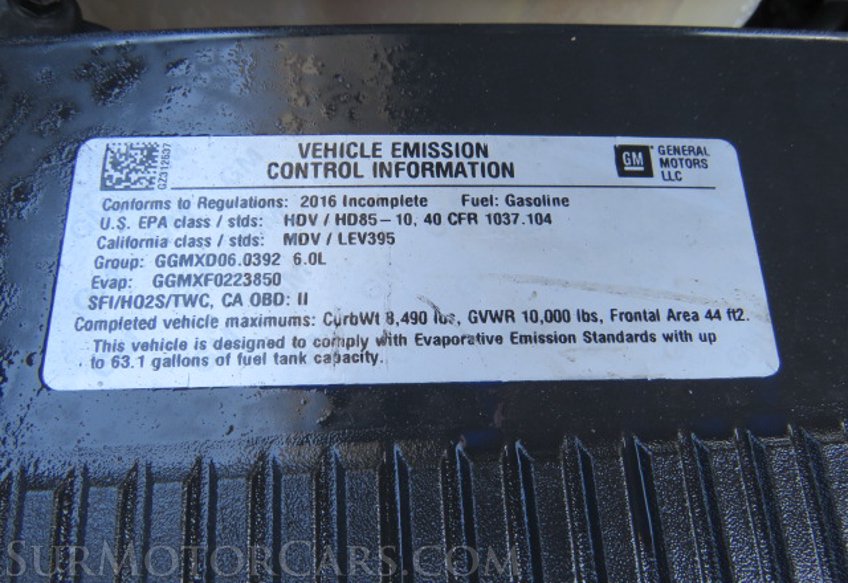 GZ312637
VEHICLE EMISSION
CONTROL INFORMATION
GM
GENERAL
MOTORS
LLC
Conforms to Regulations: 2016 Incomplete Fuel: Gasoline
U.S. EPA class / stds: HDV / HD85-10, 40 CFR 1037.104
California class / stds: MDV / LEV395
Group: GGMXD06.0392 6.0L
Evap: GGMXF0223850
SFI/HO2S/TWC, CA OBD: II
Completed vehicle maximums: CurbWt 8,490 lbs, GVWR 10,000 lbs, Frontal Area 44 ft2.
This vehicle is designed to comply with Evaporative Emission Standards with up
to 63.1 gallons of fuel tank capacity.
SurMotorCars.com